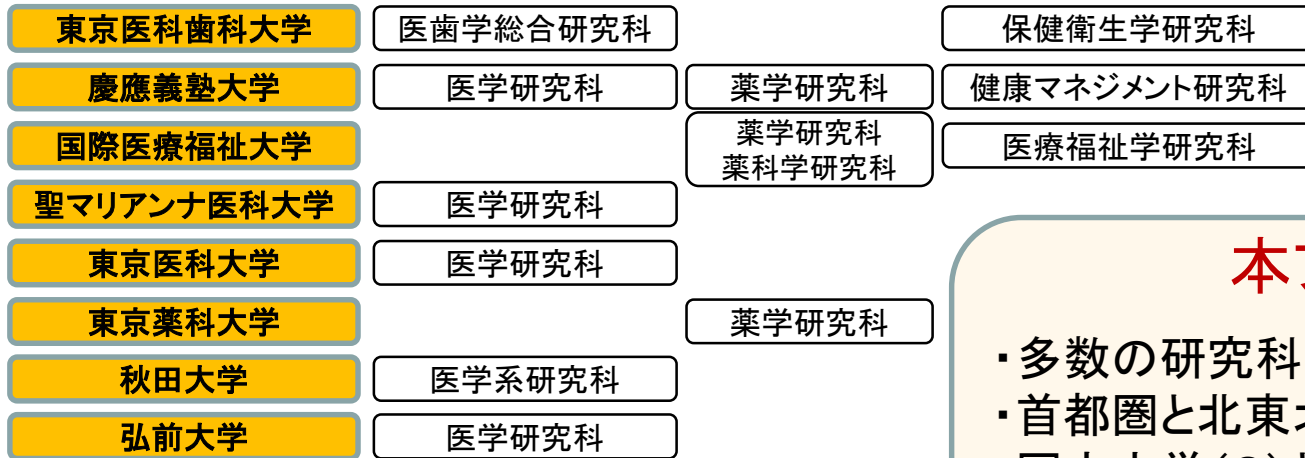 東京医科歯科大学 医歯学総合研究科 保健衛生学研究科
慶應義塾大学 医学研究科 薬学研究科 健康マネジメント研究科
国際医療福祉大学 薬学研究科 医療福祉学研究科
薬科学研究科
聖マリアンナ医科大学 医学研究科
東京医科大学 医学研究科
東京薬科大学 薬学研究科
秋田大学 医学系研究科
弘前大学 医学研究科
本
・多数の研究科
・首都圏と北東